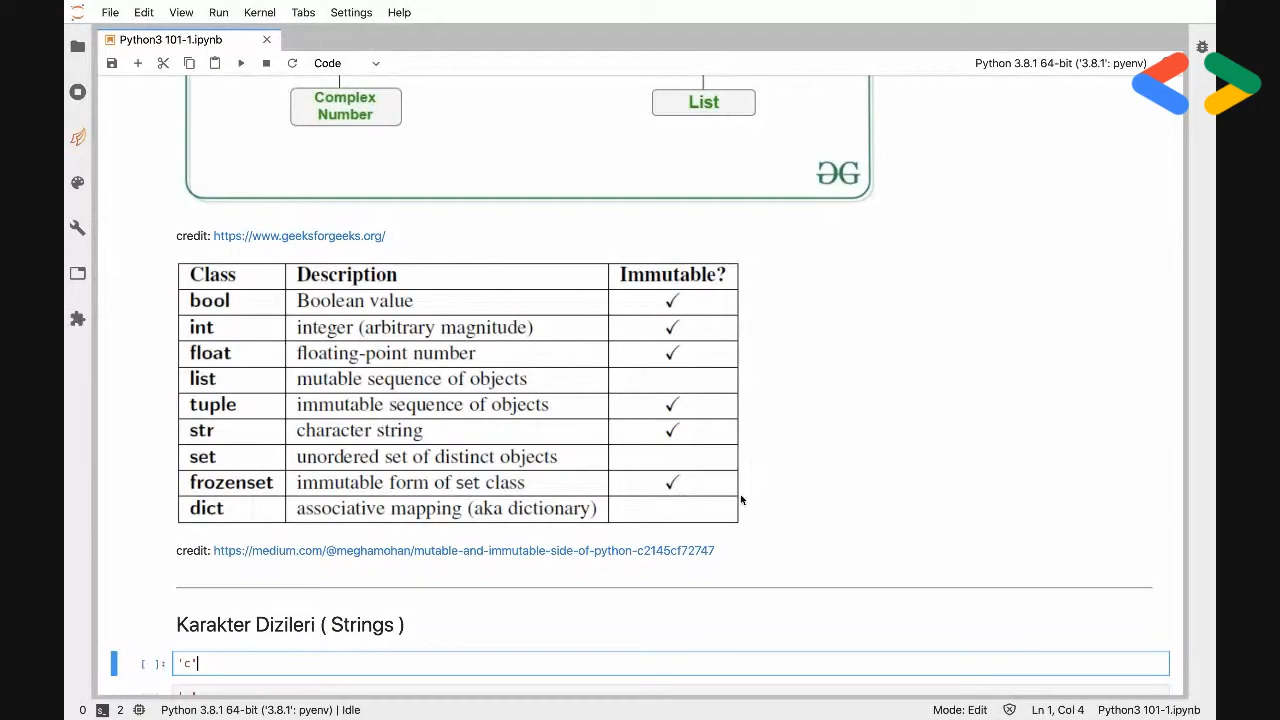 File Edit View Run Kernel Tabs Settings Help
Python3 101-1.ipynb
Code
Python 3.8.1 64-bit ('3.8.1': pyenv)
Complex
Number
List
credit: https://www.geeksforgeeks.org/
Class Description Immutable?
bool Boolean value ✓
int integer (arbitrary magnitude) ✓
float floating-point number ✓
list mutable sequence of objects
tuple immutable sequence of objects ✓
str character string ✓
set unordered set of distinct objects
frozenset immutable form of set class ✓
dict associative mapping (aka dictionary)
credit: https://medium.com/@meghamohan/mutable-and-immutable-side-of-python-c2145cf72747
Karakter Dizileri ( Strings )
[ ]: 'c'
0 2 Python 3.8.1 64-bit ('3.8.1': pyenv) | Idle Mode: Edit Ln 1, Col 4 Python3 101-1.ipynb